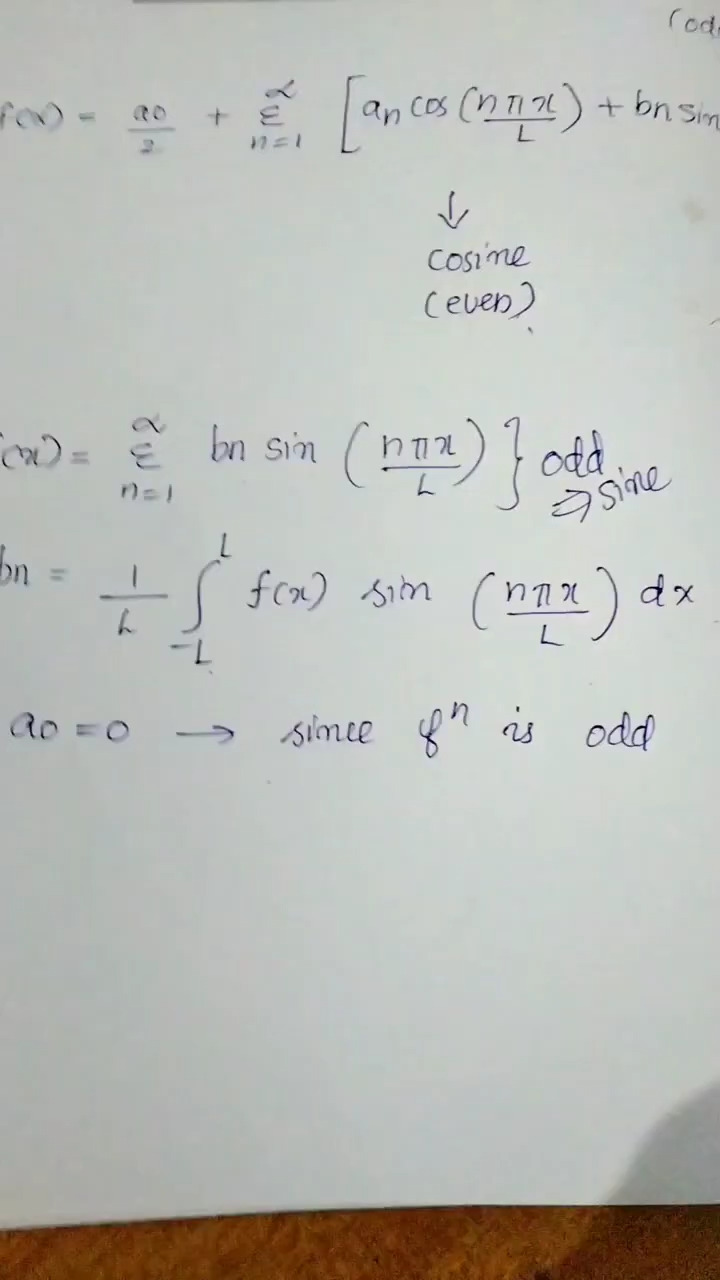 (od
f(x) = a0/2 + Σ n=1 ∝ [an cos (nπx/L) + bn sin
↓
cosine
(even)
(x) = Σ n=1 ∝ bn sin (nπx/L) } odd
⇒ sine
bn = 1/L ∫ -L L f(x) sin (nπx/L) dx
a0 = 0 → since fⁿ is odd